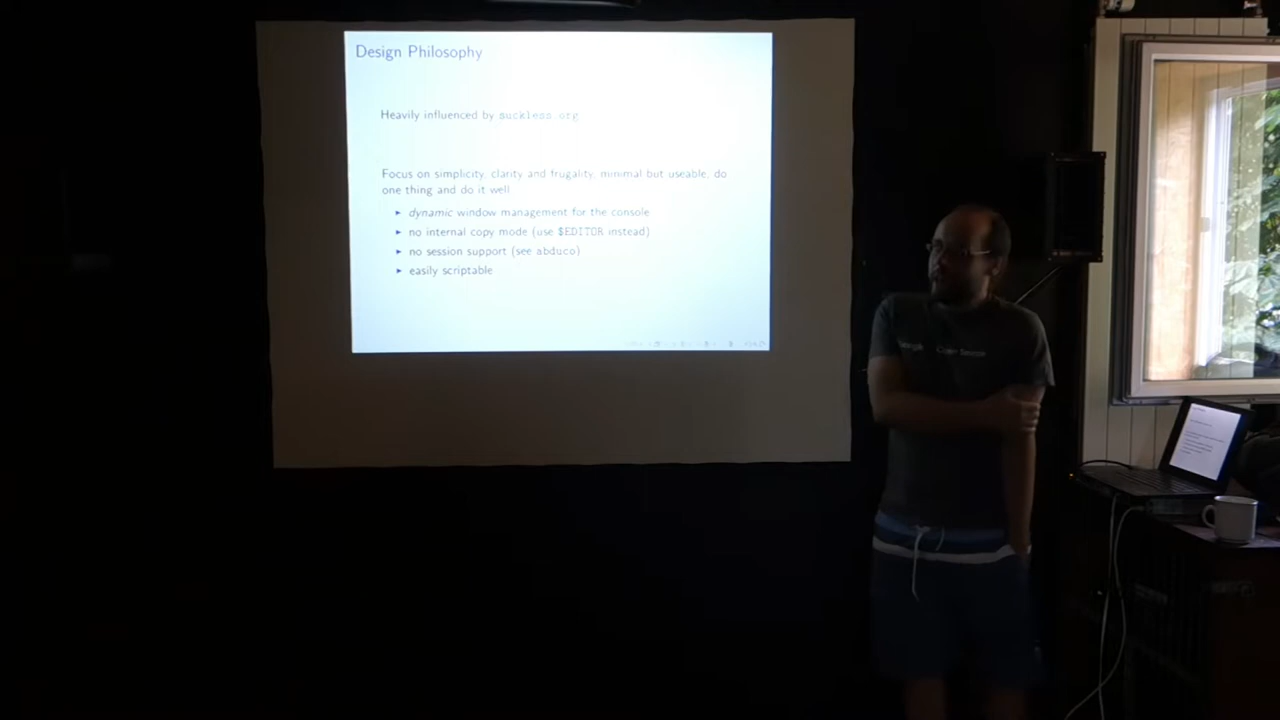 Design Philosophy
Heavily influenced by suckless.org
Focus on simplicity, clarity and frugality, minimal but useable, do
one thing and do it well
dynamic window management for the console
no internal copy mode (use $EDITOR instead)
no session support (see abduco)
easily scriptable
Google